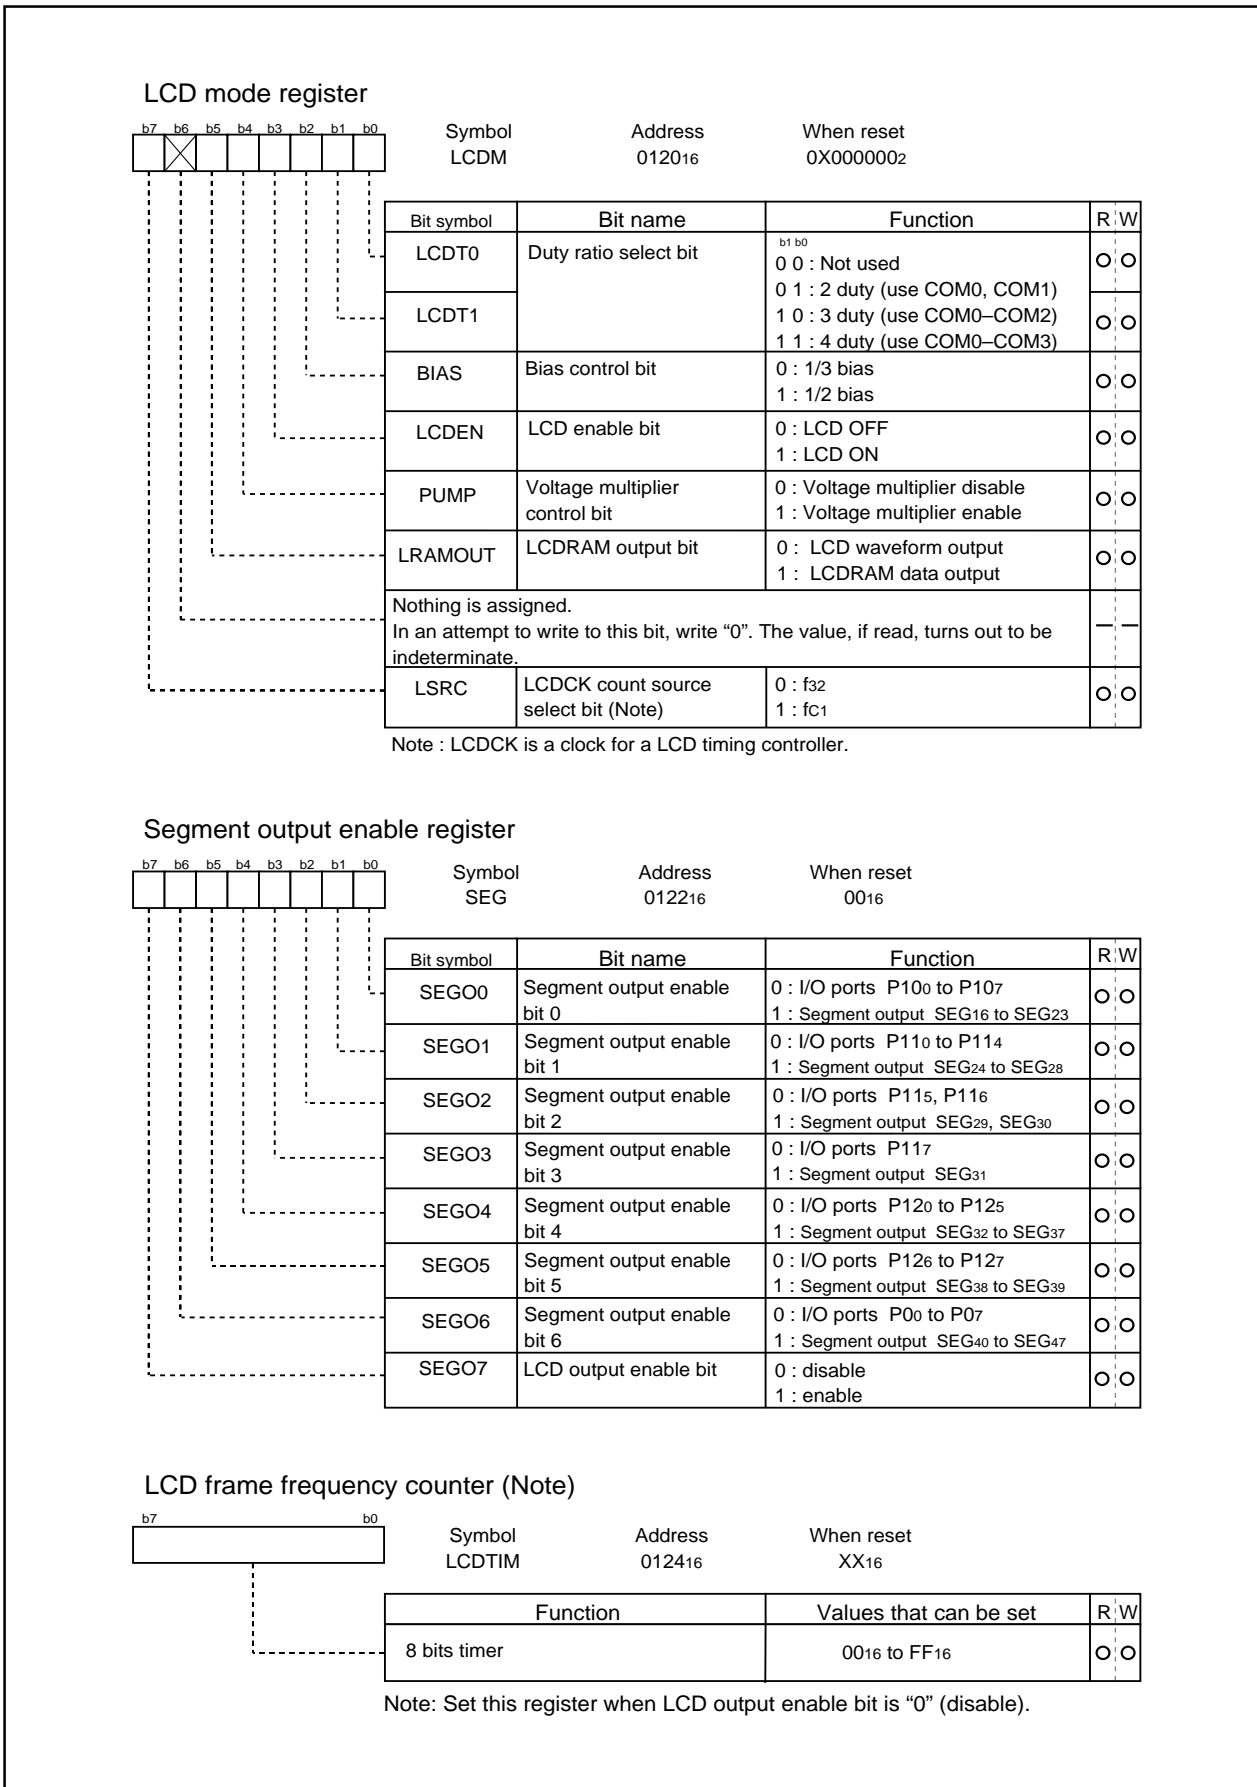 LCD mode register
b7 b6 b5 b4 b3 b2 b1 b0
Symbol Address When reset
LCDM 012016 0X0000002
Bit symbol Bit name Function R W
LCDT0 Duty ratio select bit b1 b0
0 0 : Not used
0 1 : 2 duty (use COM0, COM1)
LCDT1 1 0 : 3 duty (use COM0–COM2)
1 1 : 4 duty (use COM0–COM3)
BIAS Bias control bit 0 : 1/3 bias
1 : 1/2 bias
LCDEN LCD enable bit 0 : LCD OFF
1 : LCD ON
PUMP Voltage multiplier 0 : Voltage multiplier disable
control bit 1 : Voltage multiplier enable
LRAMOUT LCDRAM output bit 0 : LCD waveform output
1 : LCDRAM data output
Nothing is assigned.
In an attempt to write to this bit, write “0”. The value, if read, turns out to be
indeterminate.
LSRC LCDCK count source 0 : f32
select bit (Note) 1 : fC1
Note : LCDCK is a clock for a LCD timing controller.
Segment output enable register
b7 b6 b5 b4 b3 b2 b1 b0
Symbol Address When reset
SEG 012216 0016
Bit symbol Bit name Function R W
SEGO0 Segment output enable 0 : I/O ports P100 to P107
bit 0 1 : Segment output SEG16 to SEG23
SEGO1 Segment output enable 0 : I/O ports P110 to P114
bit 1 1 : Segment output SEG24 to SEG28
SEGO2 Segment output enable 0 : I/O ports P115, P116
bit 2 1 : Segment output SEG29, SEG30
SEGO3 Segment output enable 0 : I/O ports P117
bit 3 1 : Segment output SEG31
SEGO4 Segment output enable 0 : I/O ports P120 to P125
bit 4 1 : Segment output SEG32 to SEG37
SEGO5 Segment output enable 0 : I/O ports P126 to P127
bit 5 1 : Segment output SEG38 to SEG39
SEGO6 Segment output enable 0 : I/O ports P00 to P07
bit 6 1 : Segment output SEG40 to SEG47
SEGO7 LCD output enable bit 0 : disable
1 : enable
LCD frame frequency counter (Note)
b7 b0
Symbol Address When reset
LCDTIM 012416 XX16
Function Values that can be set R W
8 bits timer 0016 to FF16
Note: Set this register when LCD output enable bit is “0” (disable).